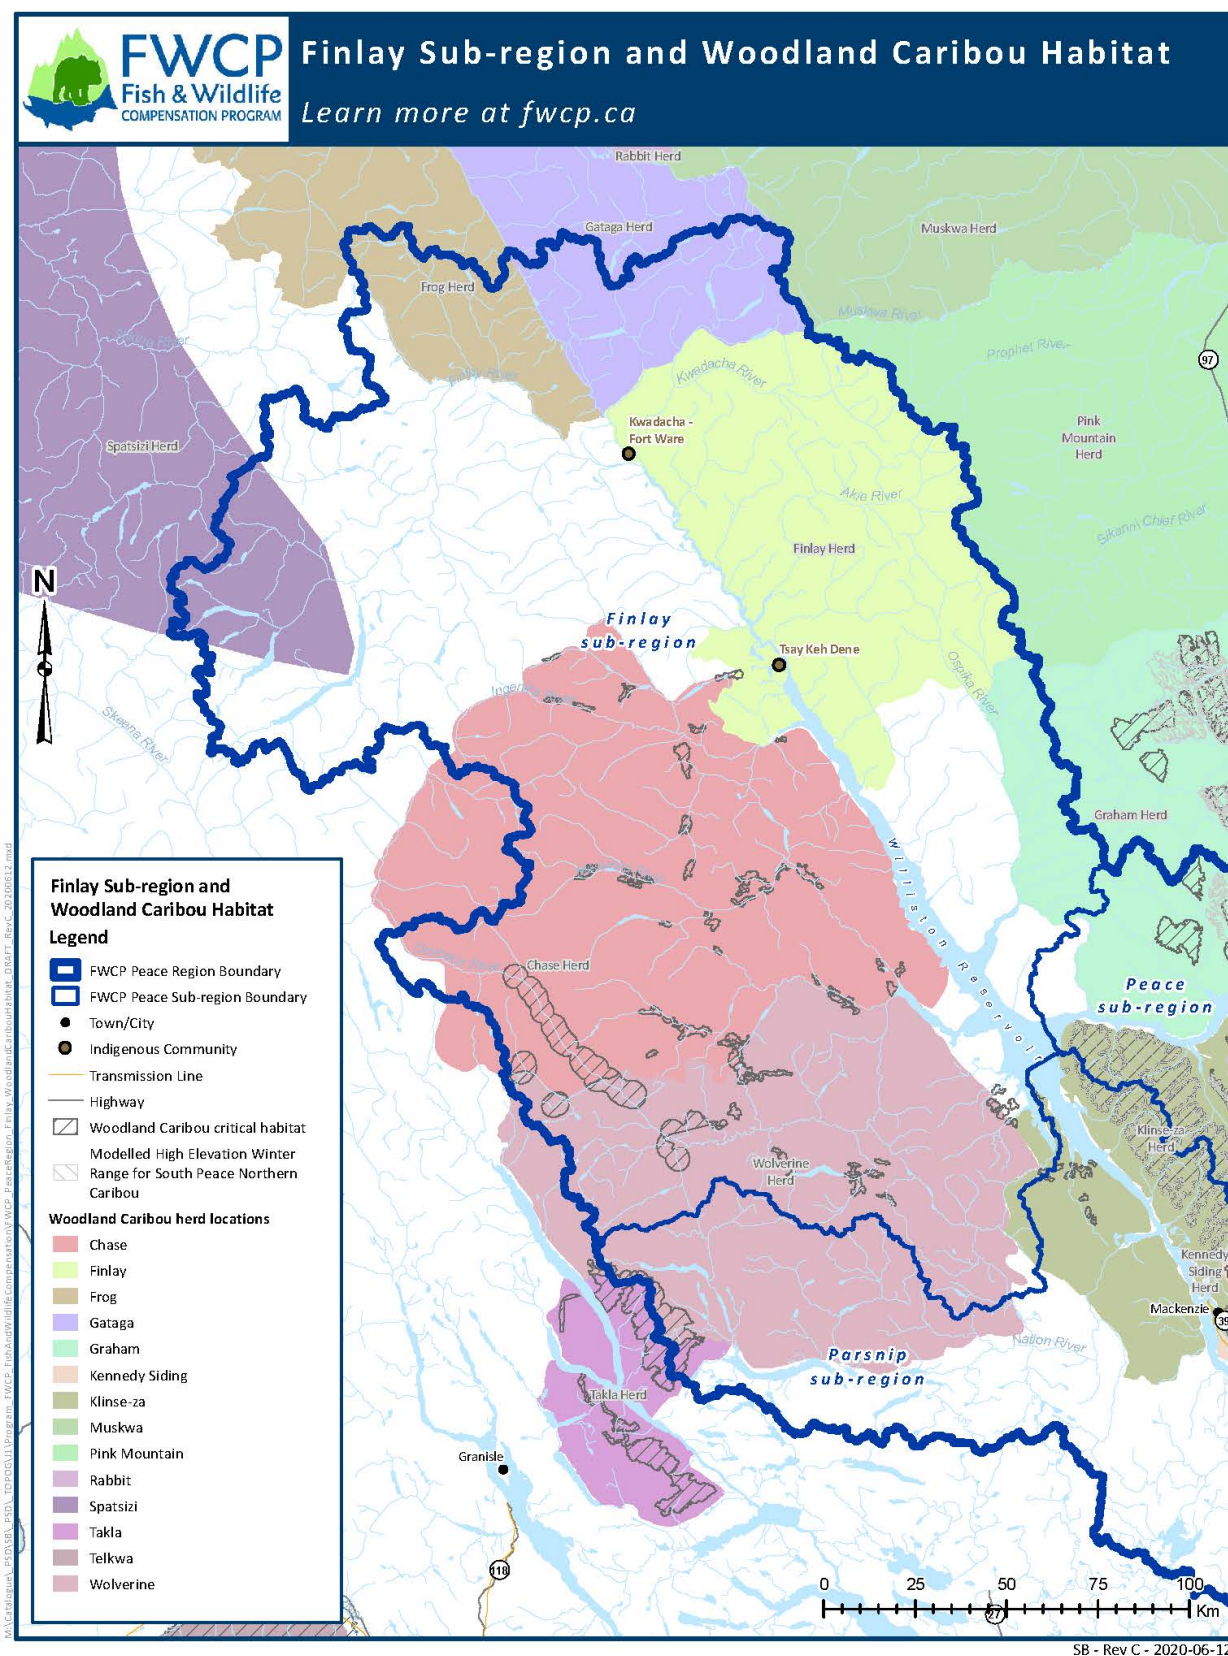 FWCP
Fish & Wildlife
COMPENSATION PROGRAM
Finlay Sub-region and Woodland Caribou Habitat
Learn more at fwcp.ca
Rabbit Herd
Gataga Herd
Muskwa Herd
Frog Herd
Muskwa River
Prophet River
97
Kwadacha River
Kwadacha -
Fort Ware
Pink
Mountain
Herd
Spatsizi Herd
Akie River
Sikanni Chief River
Finlay Herd
N
Finlay
sub-region
Tsay Keh Dene
Ospika River
Skeena River
Graham Herd
Williston Reservoir
Chase Herd
Peace
sub-region
Klinse-za
Herd
Wolverine
Herd
Kennedy
Siding
Herd
Mackenzie
39
Nation River
Parsnip
sub-region
Takla Herd
Granisle
118
27
Finlay Sub-region and
Woodland Caribou Habitat
Legend
FWCP Peace Region Boundary
FWCP Peace Sub-region Boundary
Town/City
Indigenous Community
Transmission Line
Highway
Woodland Caribou critical habitat
Modelled High Elevation Winter
Range for South Peace Northern
Caribou
Woodland Caribou herd locations
Chase
Finlay
Frog
Gataga
Graham
Kennedy Siding
Klinse-za
Muskwa
Pink Mountain
Rabbit
Spatsizi
Takla
Telkwa
Wolverine
0 25 50 75 100
Km
SB - Rev C - 2020-06-12